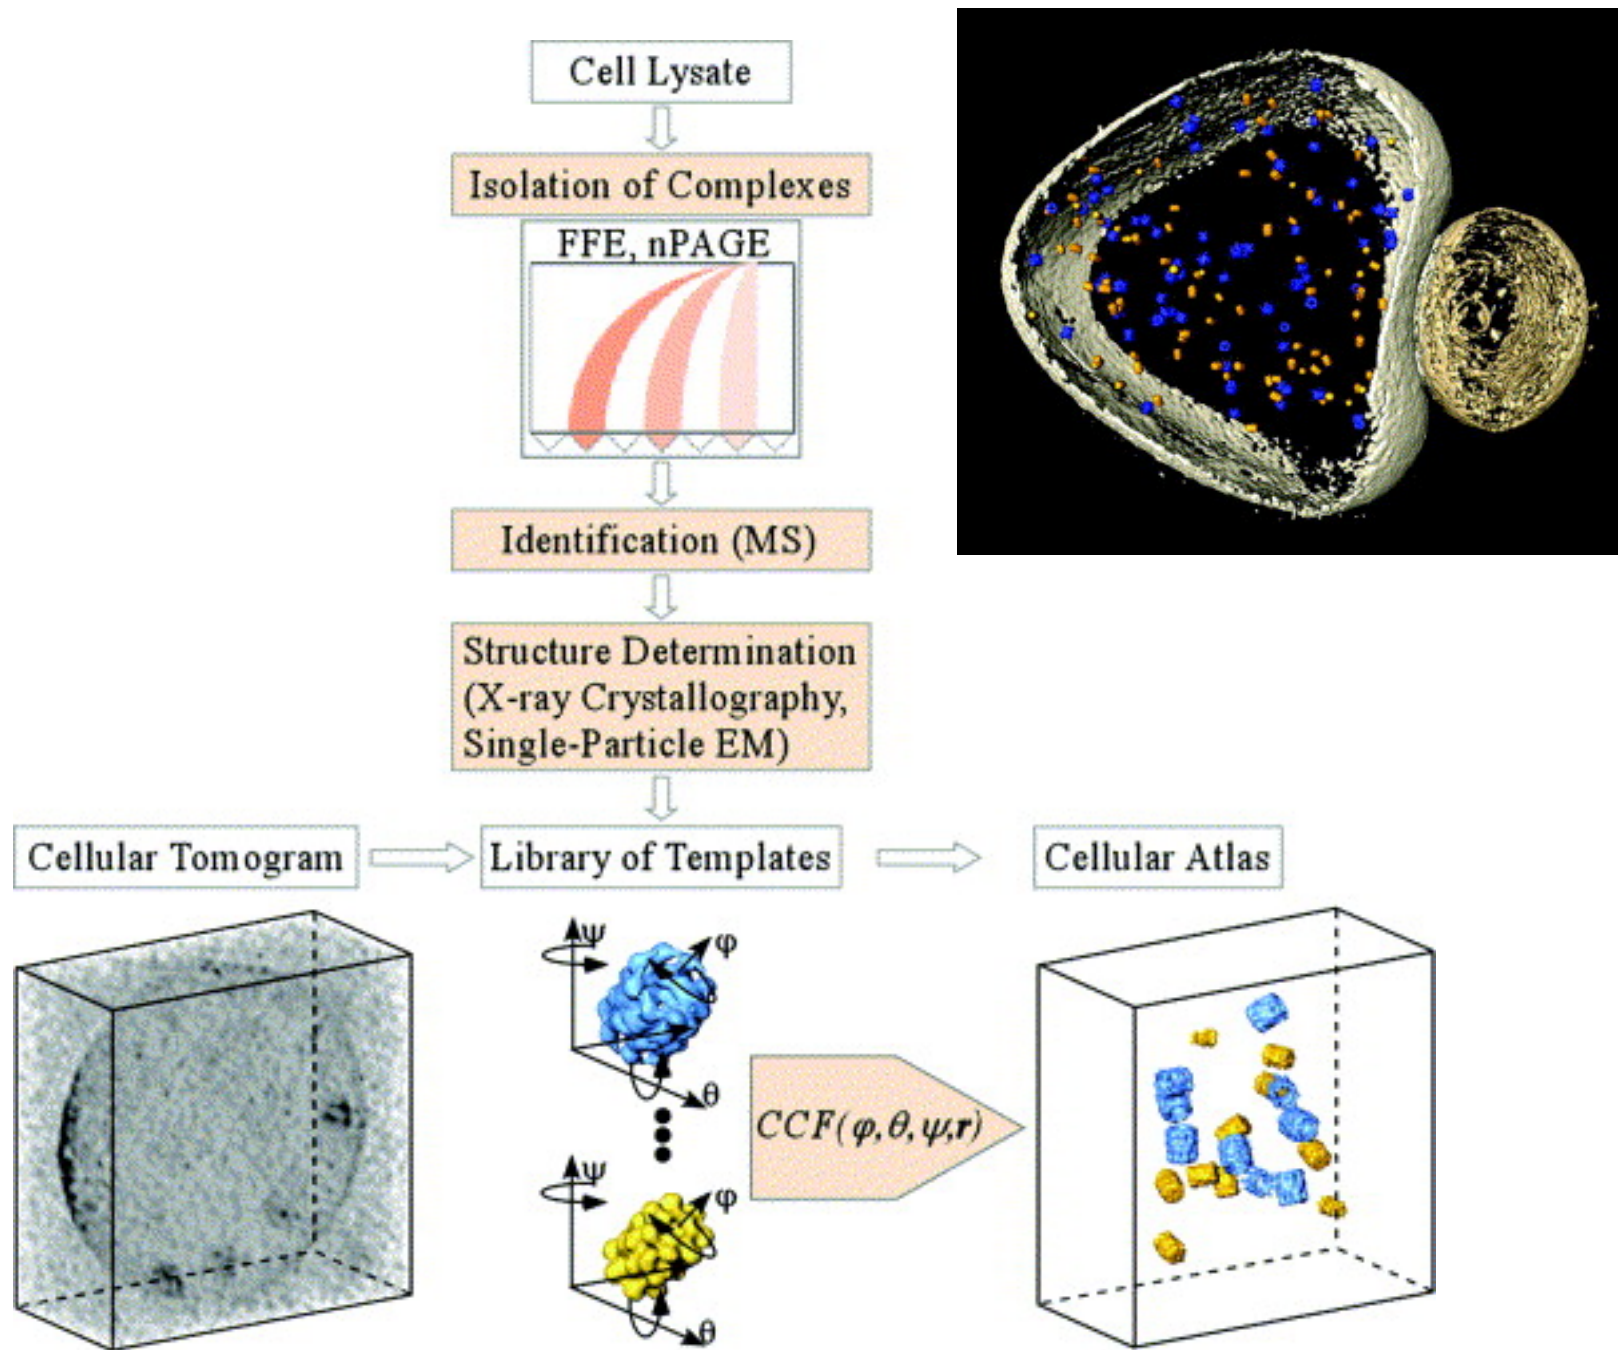 Cell Lysate
Isolation of Complexes
FFE, nPAGE
Identification (MS)
Structure Determination
(X-ray Crystallography,
Single-Particle EM)
Cellular Tomogram
Library of Templates
Cellular Atlas
ψ
φ
θ
CCF(φ, θ, ψ,r)
ψ
φ
θ